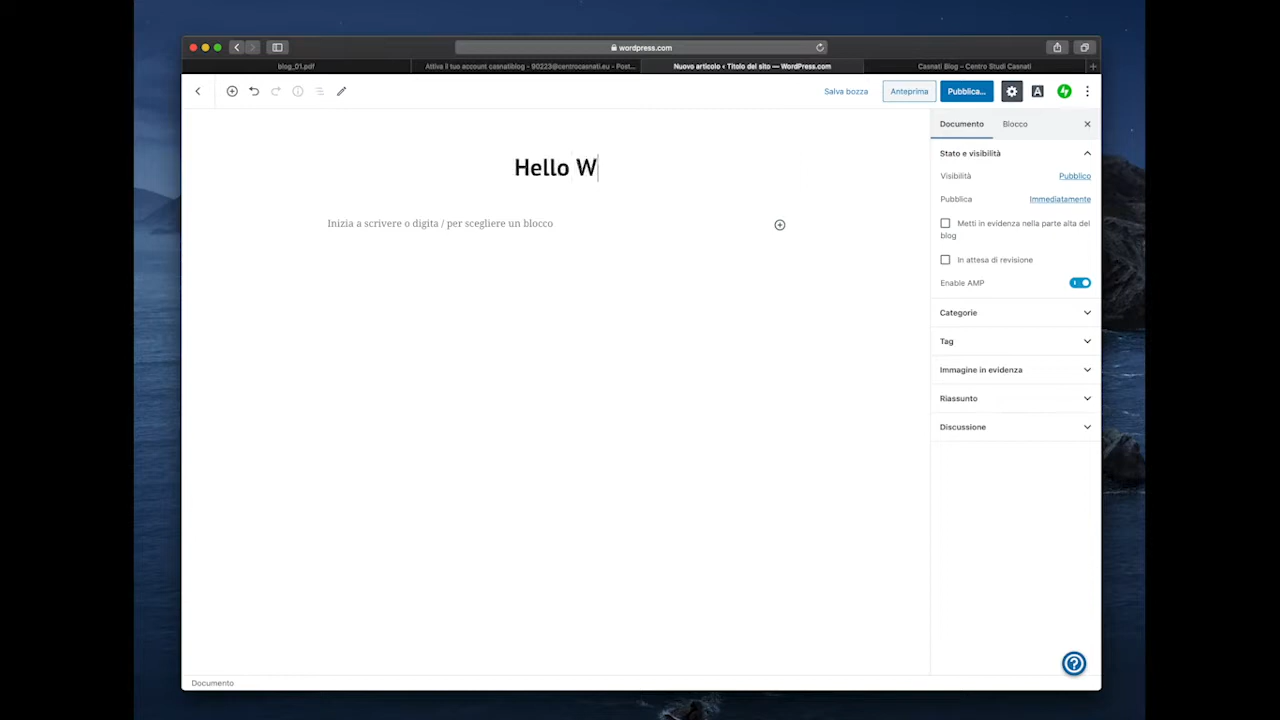 wordpress.com
blog_01.pdf
Attiva il tuo account casnatiblog - 90223@centrocasnati.eu - Post...
Nuovo articolo ‹ Titolo del sito — WordPress.com
Casnati Blog – Centro Studi Casnati
Salva bozza
Anteprima
Pubblica...
Documento
Blocco
Hello W
Stato e visibilità
Visibilità
Pubblico
Pubblica
Immediatamente
Inizia a scrivere o digita / per scegliere un blocco
Metti in evidenza nella parte alta del
blog
In attesa di revisione
Enable AMP
Categorie
Tag
Immagine in evidenza
Riassunto
Discussione
Documento